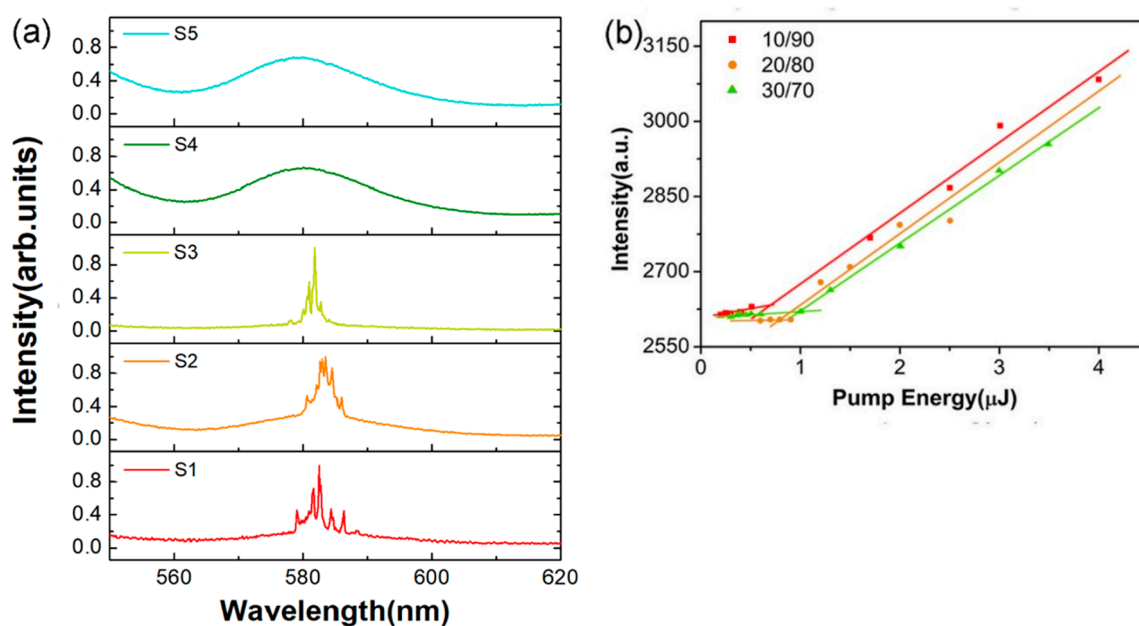 (a)
S5
0.8
0.4
0.0
S4
0.8
0.4
0.0
S3
0.8
0.4
0.0
S2
0.8
0.4
0.0
S1
0.8
0.4
0.0
560 580 600 620
Intensity(arb.units)
Wavelength(nm)
(b)
10/90
20/80
30/70
3150
3000
2850
2700
2550
0 1 2 3 4
Intensity(a.u.)
Pump Energy(μJ)